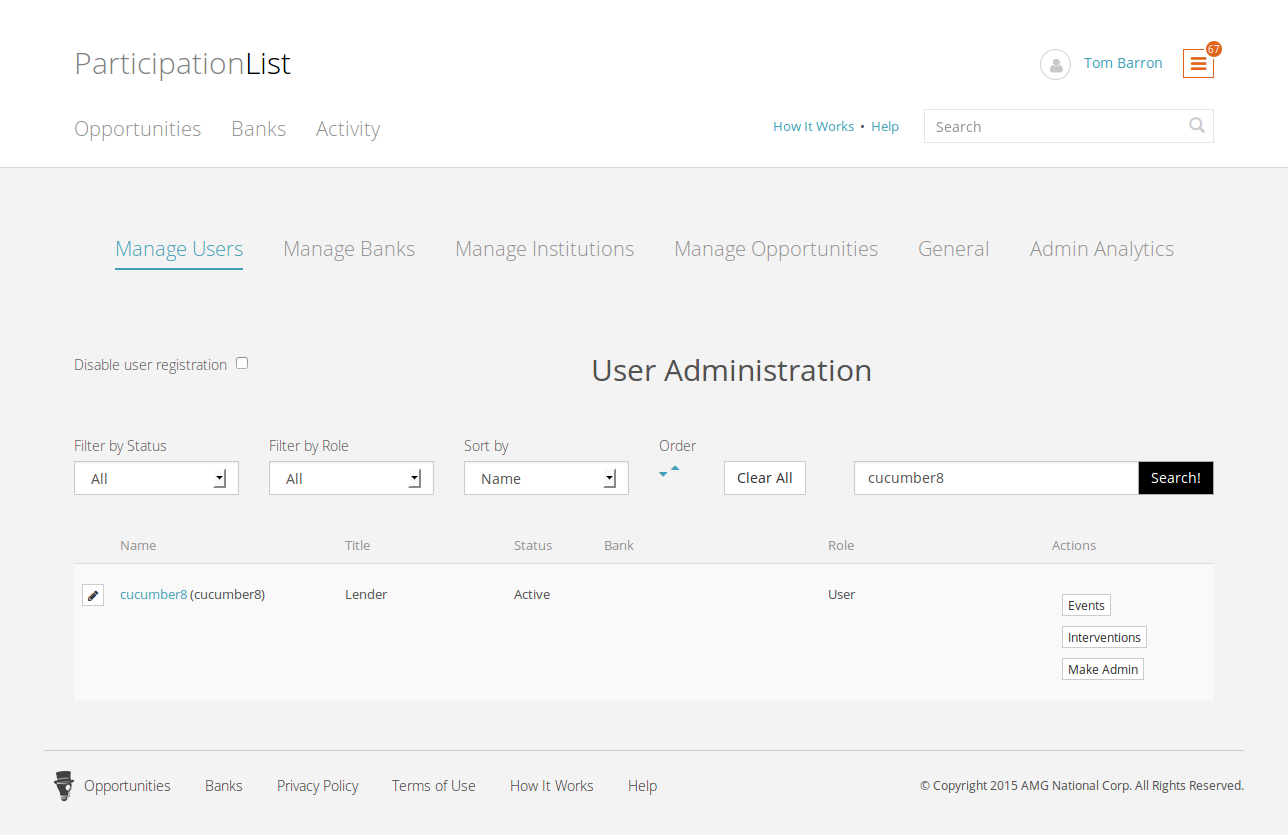 ParticipationList
Tom Barron
67
Opportunities Banks Activity
How It Works • Help
Search
Manage Users Manage Banks Manage Institutions Manage Opportunities General Admin Analytics
Disable user registration
User Administration
Filter by Status Filter by Role Sort by Order
All All Name Clear All cucumber8 Search!
Name Title Status Bank Role Actions
cucumber8 (cucumber8) Lender Active User
Events
Interventions
Make Admin
Opportunities Banks Privacy Policy Terms of Use How It Works Help
© Copyright 2015 AMG National Corp. All Rights Reserved.